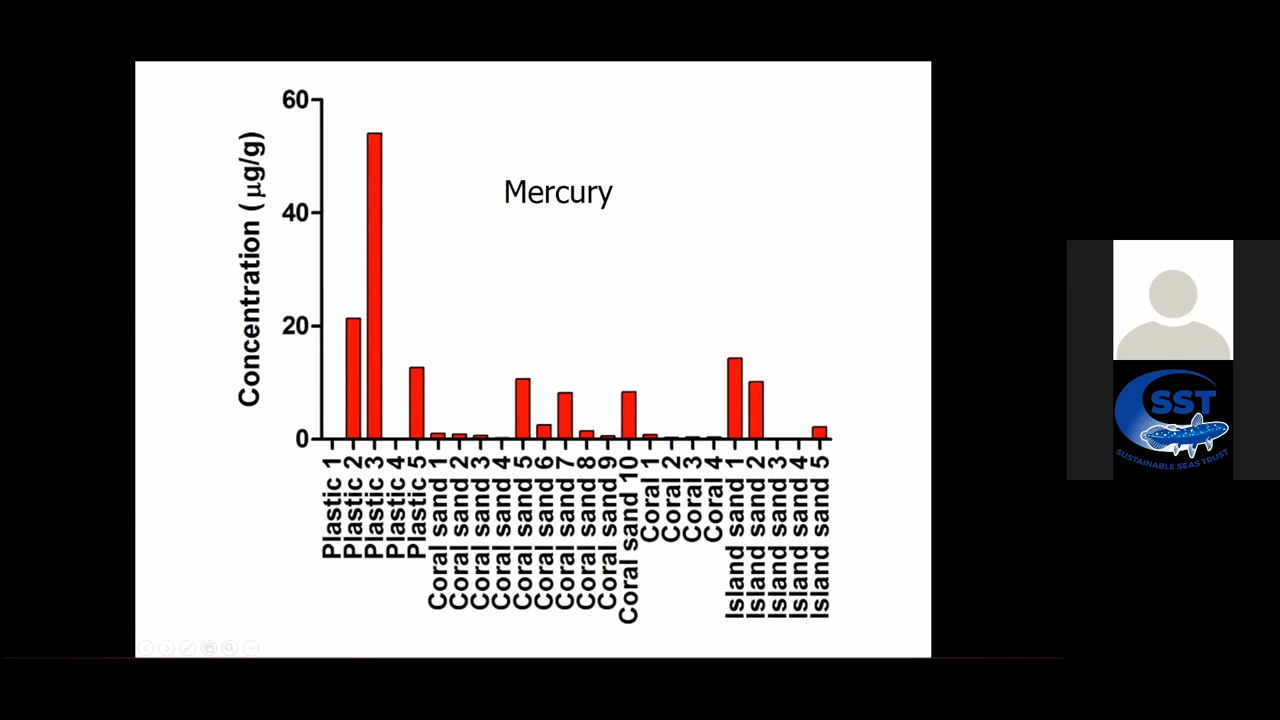 Mercury
Concentration (μg/g)
60
40
20
0
Plastic 1
Plastic 2
Plastic 3
Plastic 4
Plastic 5
Coral sand 1
Coral sand 2
Coral sand 3
Coral sand 4
Coral sand 5
Coral sand 6
Coral sand 7
Coral sand 8
Coral sand 9
Coral sand 10
Coral 1
Coral 2
Coral 3
Coral 4
Island sand 1
Island sand 2
Island sand 3
Island sand 4
Island sand 5
SST
SUSTAINABLE SEAS TRUST